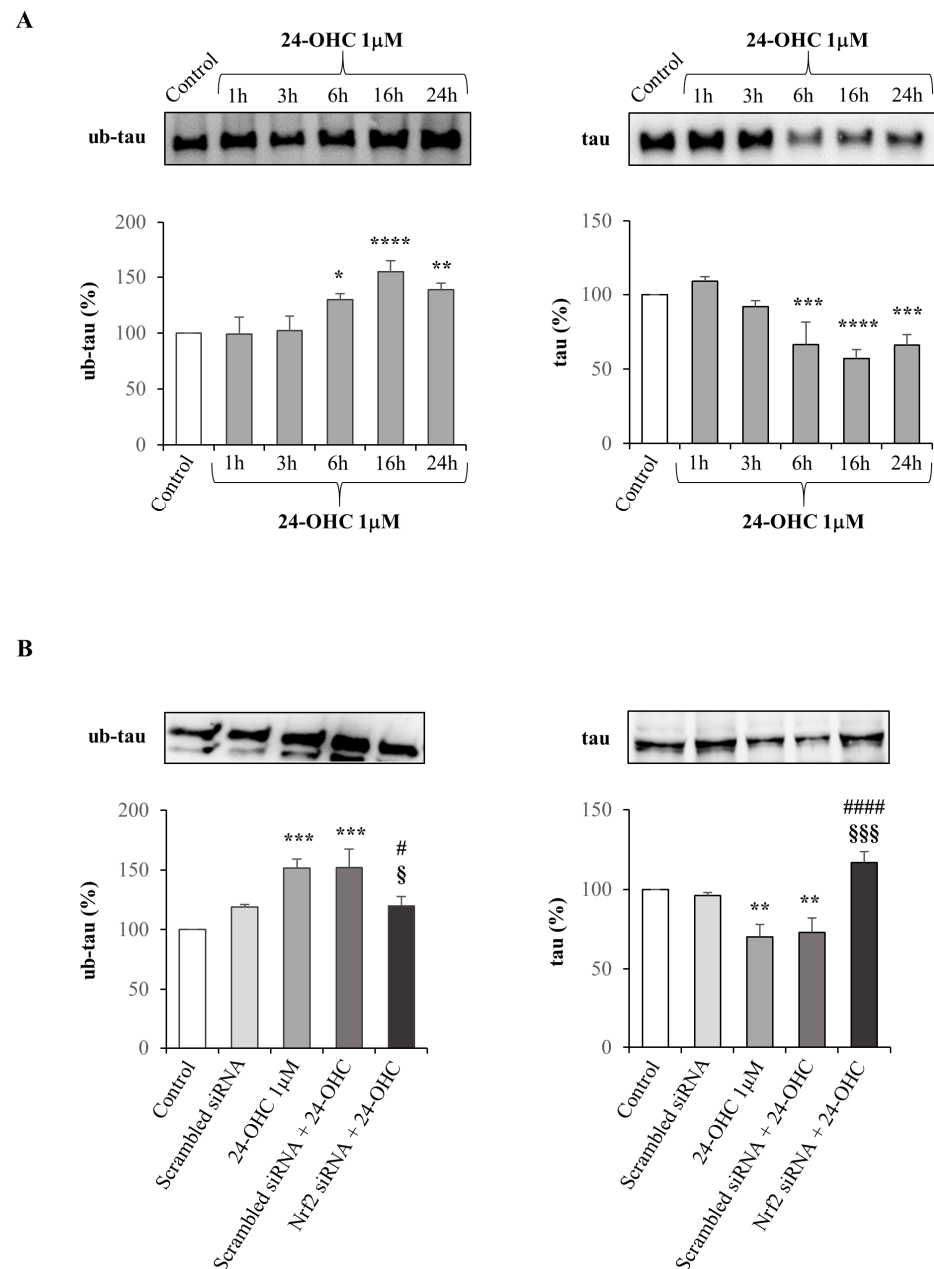 A
24-OHC 1μM
Control 1h 3h 6h 16h 24h
ub-tau
200
150
100
50
0
ub-tau (%)
* **** **
Control 1h 3h 6h 16h 24h
24-OHC 1μM
24-OHC 1μM
Control 1h 3h 6h 16h 24h
tau
150
100
50
0
tau (%)
*** **** ***
Control 1h 3h 6h 16h 24h
24-OHC 1μM
B
ub-tau
200
150
100
50
0
ub-tau (%)
*** *** #
§
Control
Scrambled siRNA
24-OHC 1μM
Scrambled siRNA + 24-OHC
Nrf2 siRNA + 24-OHC
tau
150
100
50
0
tau (%)
####
§§§
** **
Control
Scrambled siRNA
24-OHC 1μM
Scrambled siRNA + 24-OHC
Nrf2 siRNA + 24-OHC